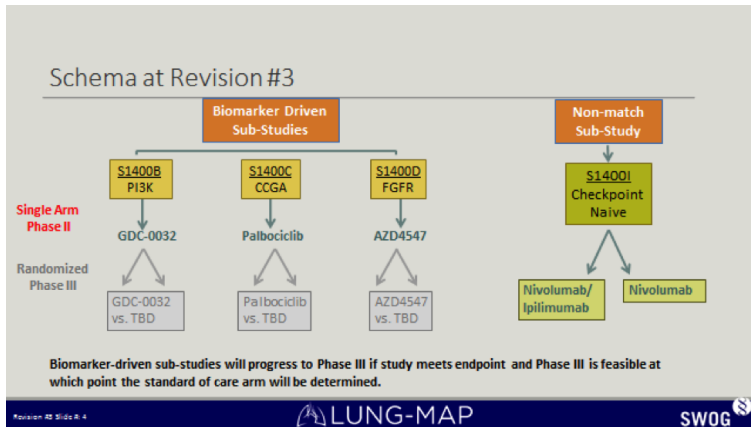 Schema at Revision #3
Biomarker Driven
Sub-Studies
Non-match
Sub-Study
S1400B
PI3K
S1400C
CCGA
S1400D
FGFR
S1400I
Checkpoint
Naive
Single Arm
Phase II
GDC-0032
Palbociclib
AZD4547
Randomized
Phase III
GDC-0032
vs. TBD
Palbociclib
vs. TBD
AZD4547
vs. TBD
Nivolumab/
Ipilimumab
Nivolumab
Biomarker-driven sub-studies will progress to Phase III if study meets endpoint and Phase III is feasible at
which point the standard of care arm will be determined.
LUNG-MAP
SWOG